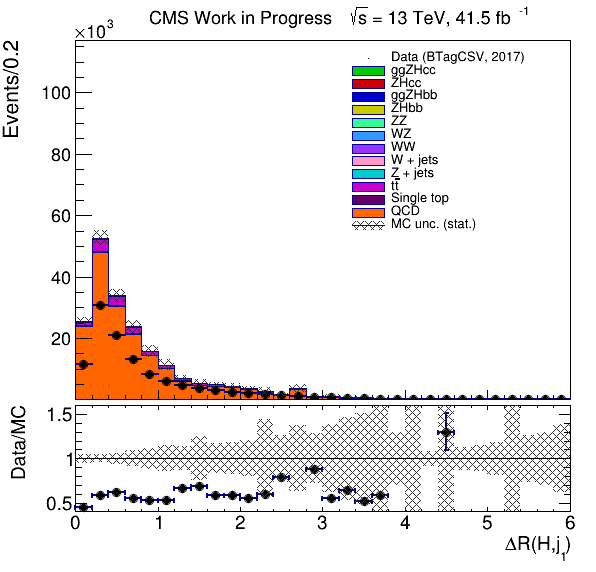 CMS Work in Progress √s = 13 TeV, 41.5 fb⁻¹
×10³
Events/0.2
100
80
60
40
20
Data (BTagCSV, 2017)
ggZHcc
ZHcc
ggZHbb
ZHbb
ZZ
WZ
WW
W + jets
Z + jets
tt̄
Single top
QCD
MC unc. (stat.)
Data/MC
1.5
1
0.5
0 1 2 3 4 5 6
ΔR(H,j₁)